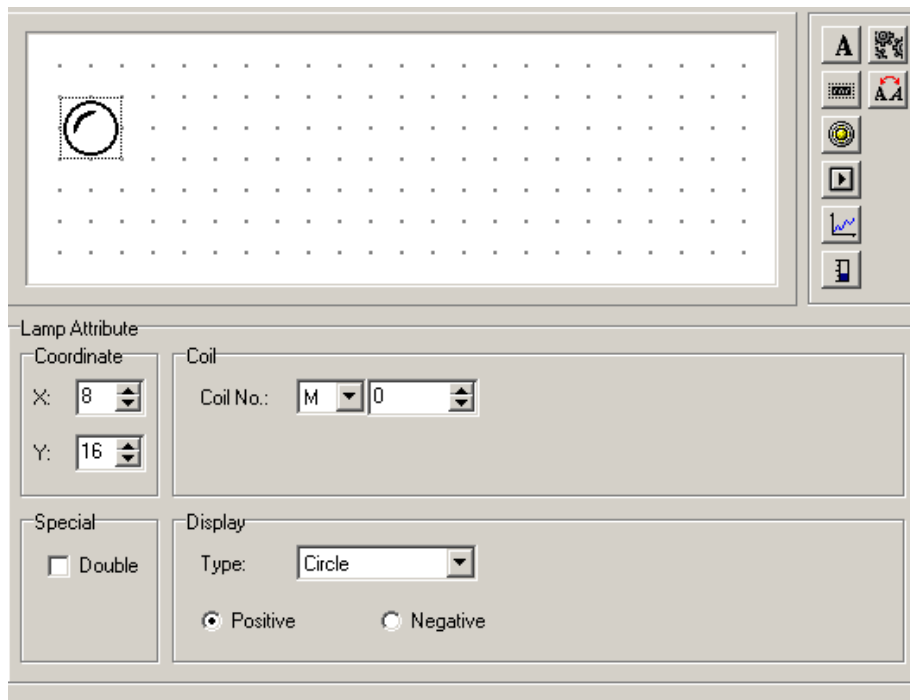 A
A A
Lamp Attribute
Coordinate
Coil
X: 8
Coil No.: M 0
Y: 16
Special
Display
Double
Type: Circle
Positive Negative